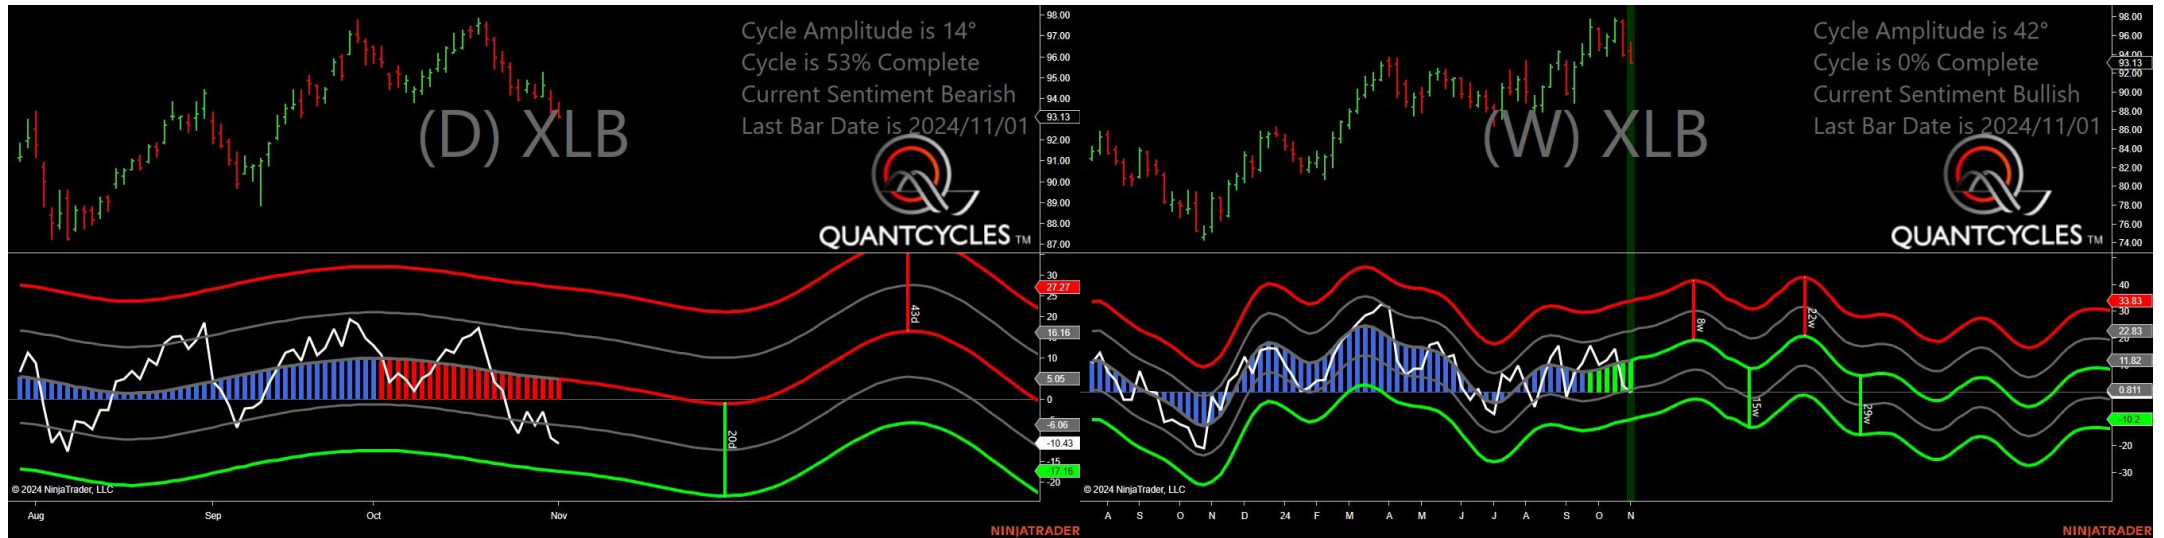 Cycle Amplitude is 14°
Cycle is 53% Complete
Current Sentiment Bearish
Last Bar Date is 2024/11/01
(D) XLB
QUANTCYCLES TM
98.00
97.00
96.00
95.00
94.00
93.13
92.00
91.00
90.00
89.00
88.00
87.00
30
27.27
25
20
16.16
10
5.05
0
-6.06
-10.43
-15
-17.16
-20
43d
20d
© 2024 NinjaTrader, LLC
Aug Sep Oct Nov
NINJATRADER
Cycle Amplitude is 42°
Cycle is 0% Complete
Current Sentiment Bullish
Last Bar Date is 2024/11/01
(W) XLB
QUANTCYCLES TM
98.00
96.00
94.00
93.13
92.00
90.00
88.00
86.00
84.00
82.00
80.00
78.00
76.00
74.00
40
33.83
30
22.83
20
11.82
0.811
-10.2
-20
-30
8w
22w
15w
29w
© 2024 NinjaTrader, LLC
A S O N D 24 F M A M J J A S O N
NINJATRADER